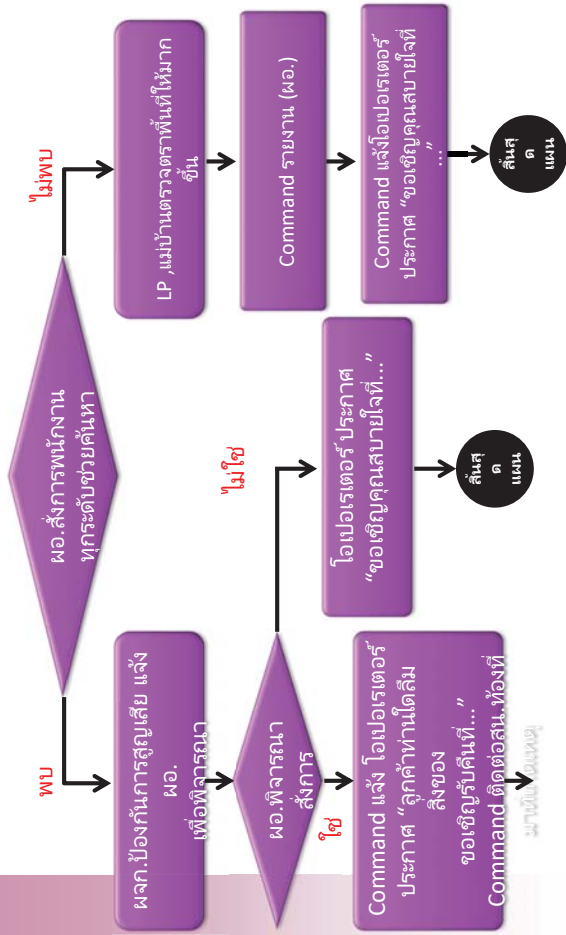 ผอ.สั่งการพนักงาน
ทุกระดับช่วยค้นหา
พบ
ไม่พบ
ผจก.ป้องกันการสูญเสีย แจ้ง
ผอ.
เพื่อพิจารณา
ผอ.พิจารณา
สั่งการ
ใช่
ไม่ใช่
Command แจ้ง โอเปอเรเตอร์
ประกาศ “ลูกค้าท่านใดลืม
สิ่งของ
ขอเชิญรับคืนที่...”
Command ติดต่อสน.ท้องที่
มาที่เกิดเหตุ
โอเปอเรเตอร์ ประกาศ
“ขอเชิญคุณสบายใจที่...”
สิ้นสุ
ด
แผน
LP ,แม่บ้านตรวจตราพื้นที่ให้มาก
ขึ้น
Command รายงาน (ผอ.)
Command แจ้งโอเปอเรเตอร์
ประกาศ “ขอเชิญคุณสบายใจที่
...”
สิ้นสุ
ด
แผน